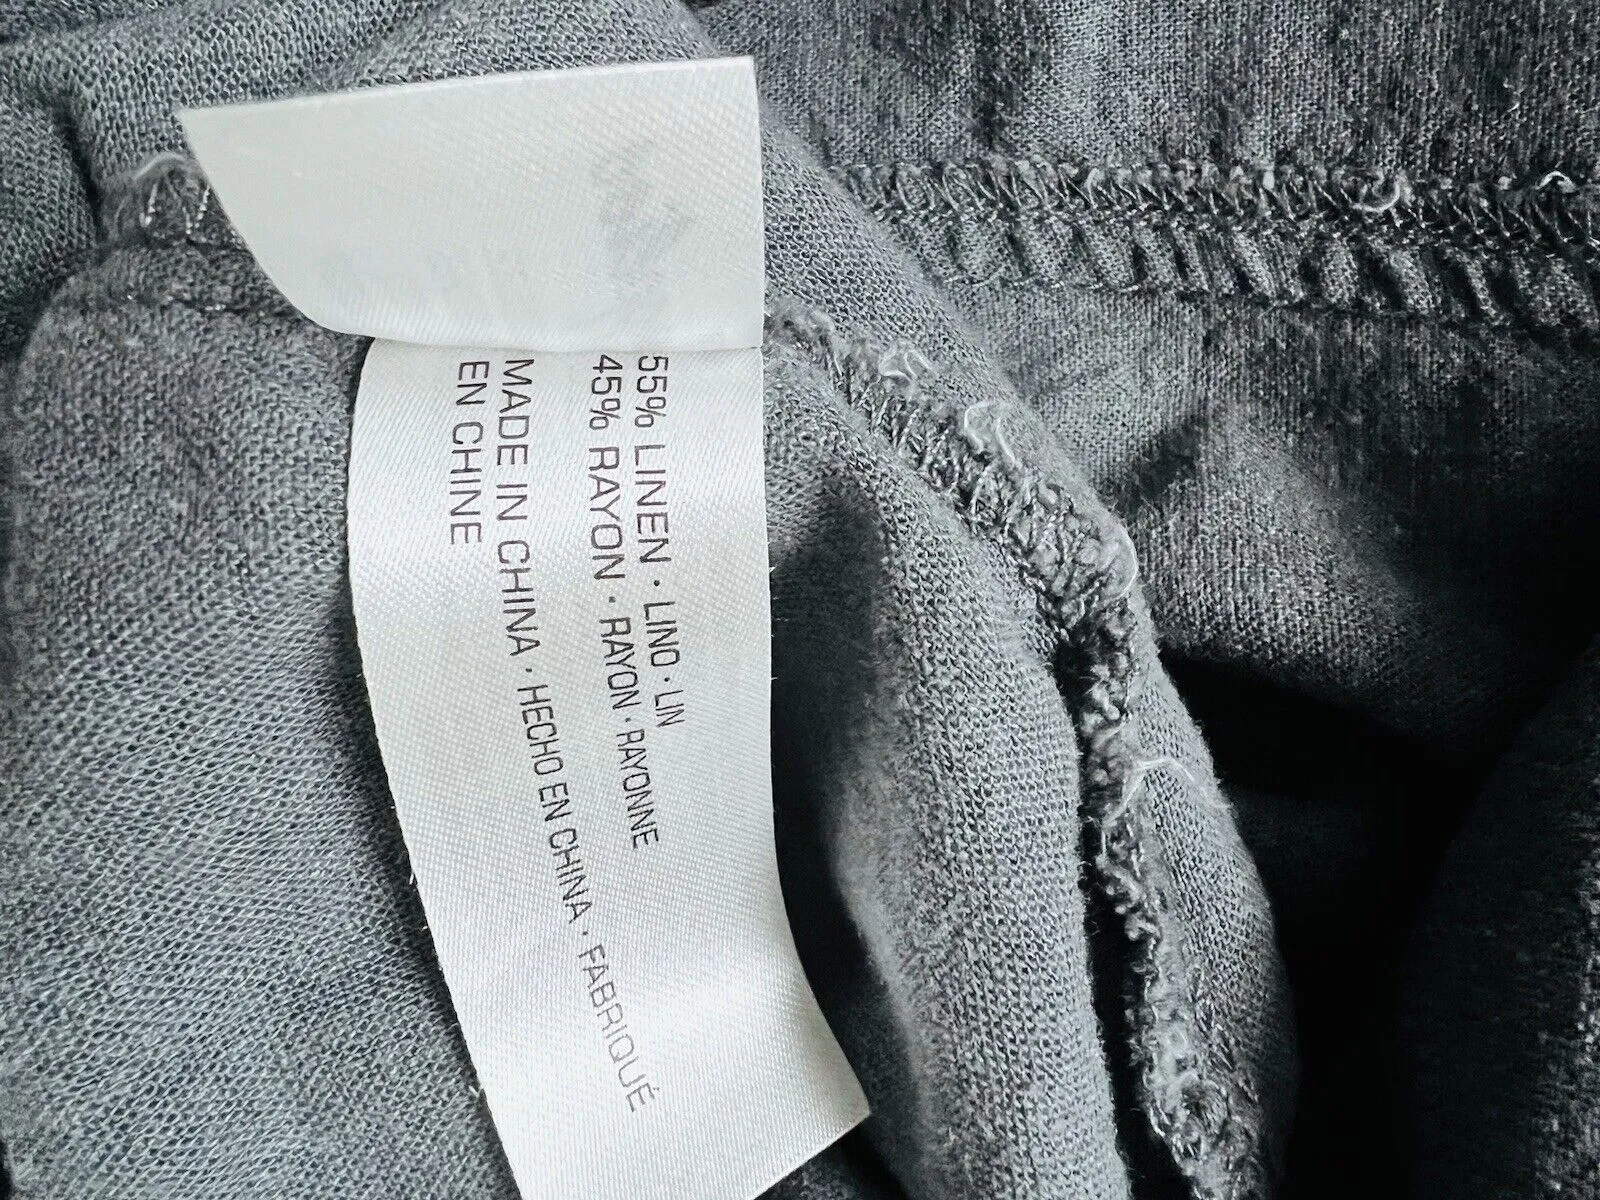 55% LINEN · LINO · LIN
45% RAYON · RAYON · RAYONNE
MADE IN CHINA · HECHO EN CHINA · FABRIQUÉ
EN CHINE